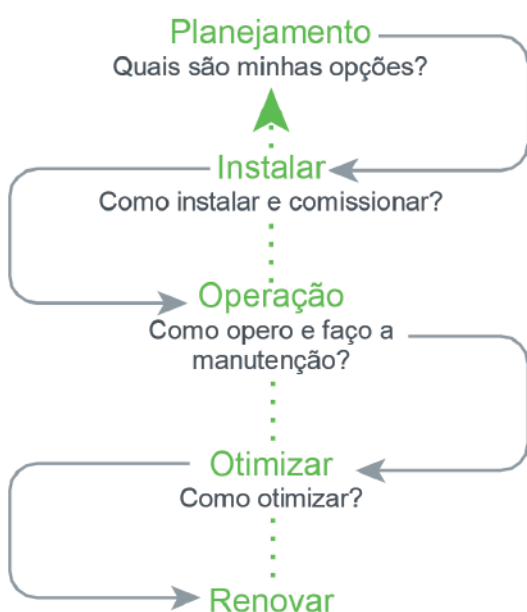 Planejamento
Quais são minhas opções?
Instalar
Como instalar e comissionar?
Operação
Como opero e faço a
manutenção?
Otimizar
Como otimizar?
Renovar